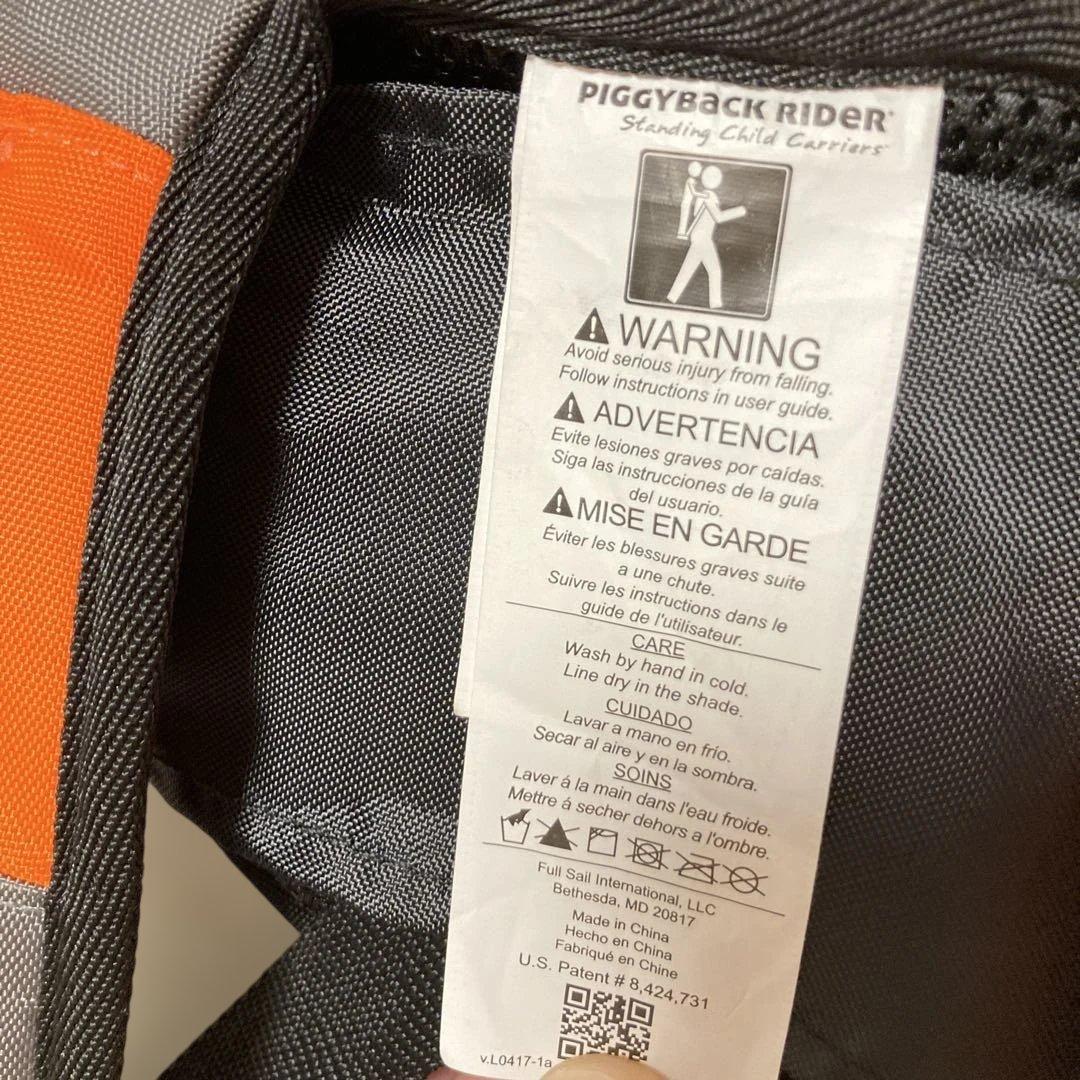 PIGGYBACK RIDER
Standing Child Carriers
WARNING
Avoid serious injury from falling.
Follow instructions in user guide.
ADVERTENCIA
Evite lesiones graves por caídas.
Siga las instrucciones de la guía
del usuario.
MISE EN GARDE
Éviter les blessures graves suite
a une chute.
Suivre les instructions dans le
guide de l'utilisateur.
CARE
Wash by hand in cold.
Line dry in the shade.
CUIDADO
Lavar a mano en frío.
Secar al aire y en la sombra.
SOINS
Laver á la main dans l'eau froide.
Mettre á secher dehors a l'ombre.
Full Sail International, LLC
Bethesda, MD 20817
Made in China
Hecho en China
Fabriqué en Chine
U.S. Patent # 8,424,731
v.L0417-1a